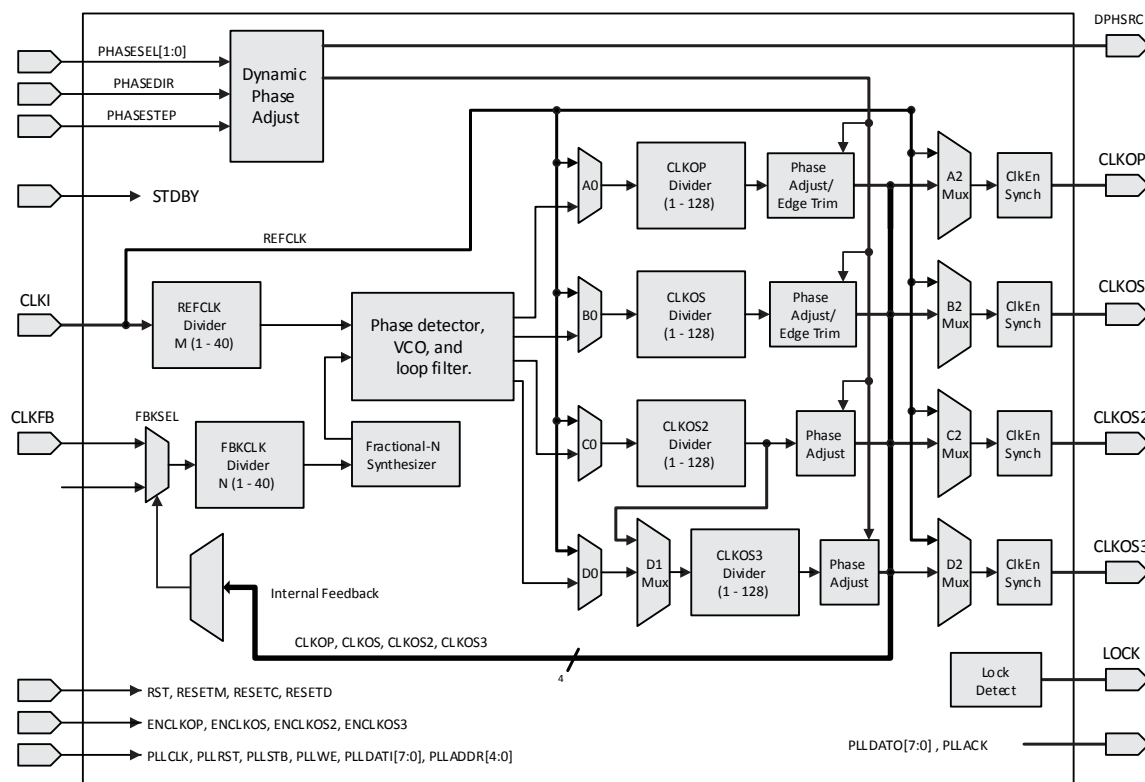 DPHSRC
PHASESEL[1:0]
PHASEDIR
PHASESTEP
Dynamic
Phase
Adjust
STDBY
REFCLK
CLKI
REFCLK
Divider
M (1 - 40)
Phase detector,
VCO, and
loop filter.
CLKFB
FBKSEL
FBKCLK
Divider
N (1 - 40)
Fractional-N
Synthesizer
Internal Feedback
CLKOP, CLKOS, CLKOS2, CLKOS3
4
A0
CLKOP
Divider
(1 - 128)
Phase
Adjust/
Edge Trim
A2
Mux
ClkEn
Synch
CLKOP
B0
CLKOS
Divider
(1 - 128)
Phase
Adjust/
Edge Trim
B2
Mux
ClkEn
Synch
CLKOS
C0
CLKOS2
Divider
(1 - 128)
Phase
Adjust
C2
Mux
ClkEn
Synch
CLKOS2
D0
D1
Mux
CLKOS3
Divider
(1 - 128)
Phase
Adjust
D2
Mux
ClkEn
Synch
CLKOS3
Lock
Detect
LOCK
RST, RESETM, RESETC, RESETD
ENCLKOP, ENCLKOS, ENCLKOS2, ENCLKOS3
PLLCLK, PLLRST, PLLSTB, PLLWE, PLLDATI[7:0], PLLADDR[4:0]
PLLDATO[7:0] , PLLACK